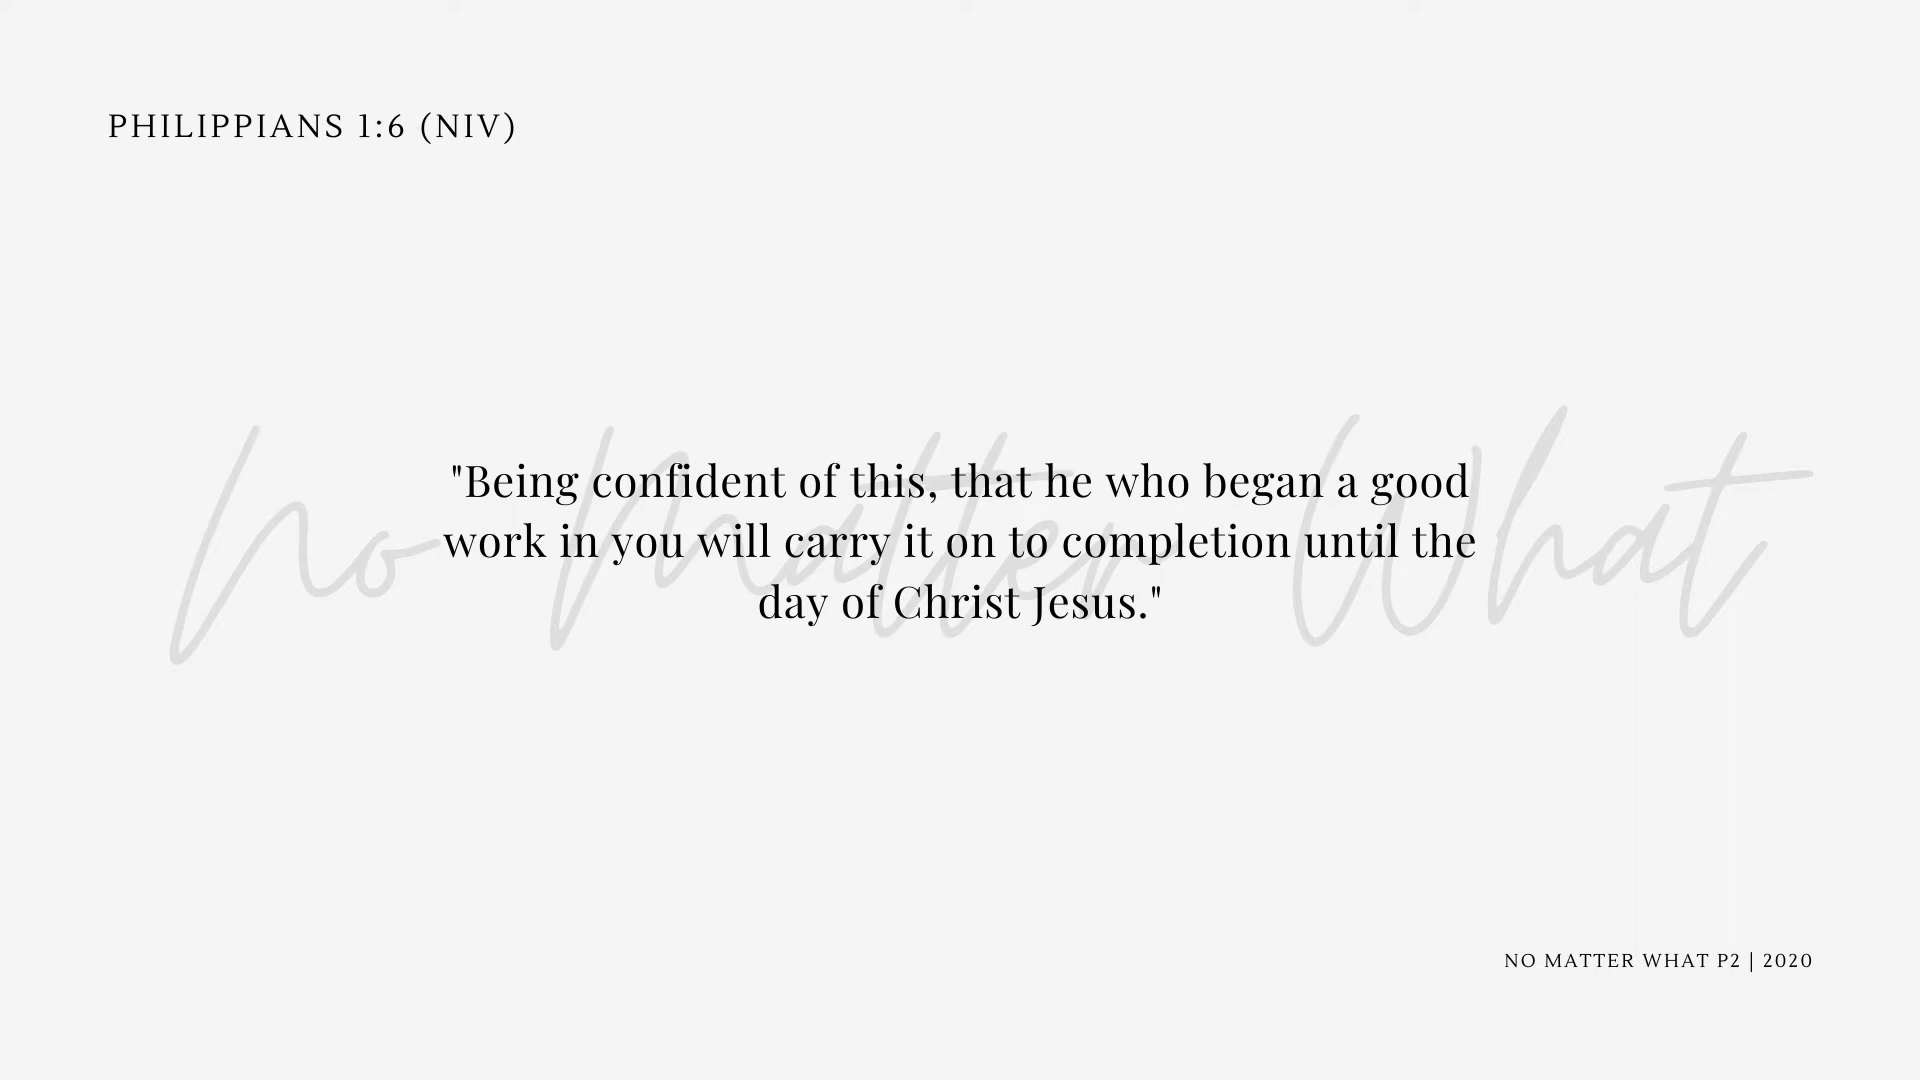 PHILIPPIANS 1:6 (NIV)
No Matter What
"Being confident of this, that he who began a good
work in you will carry it on to completion until the
day of Christ Jesus."
NO MATTER WHAT P2 | 2020